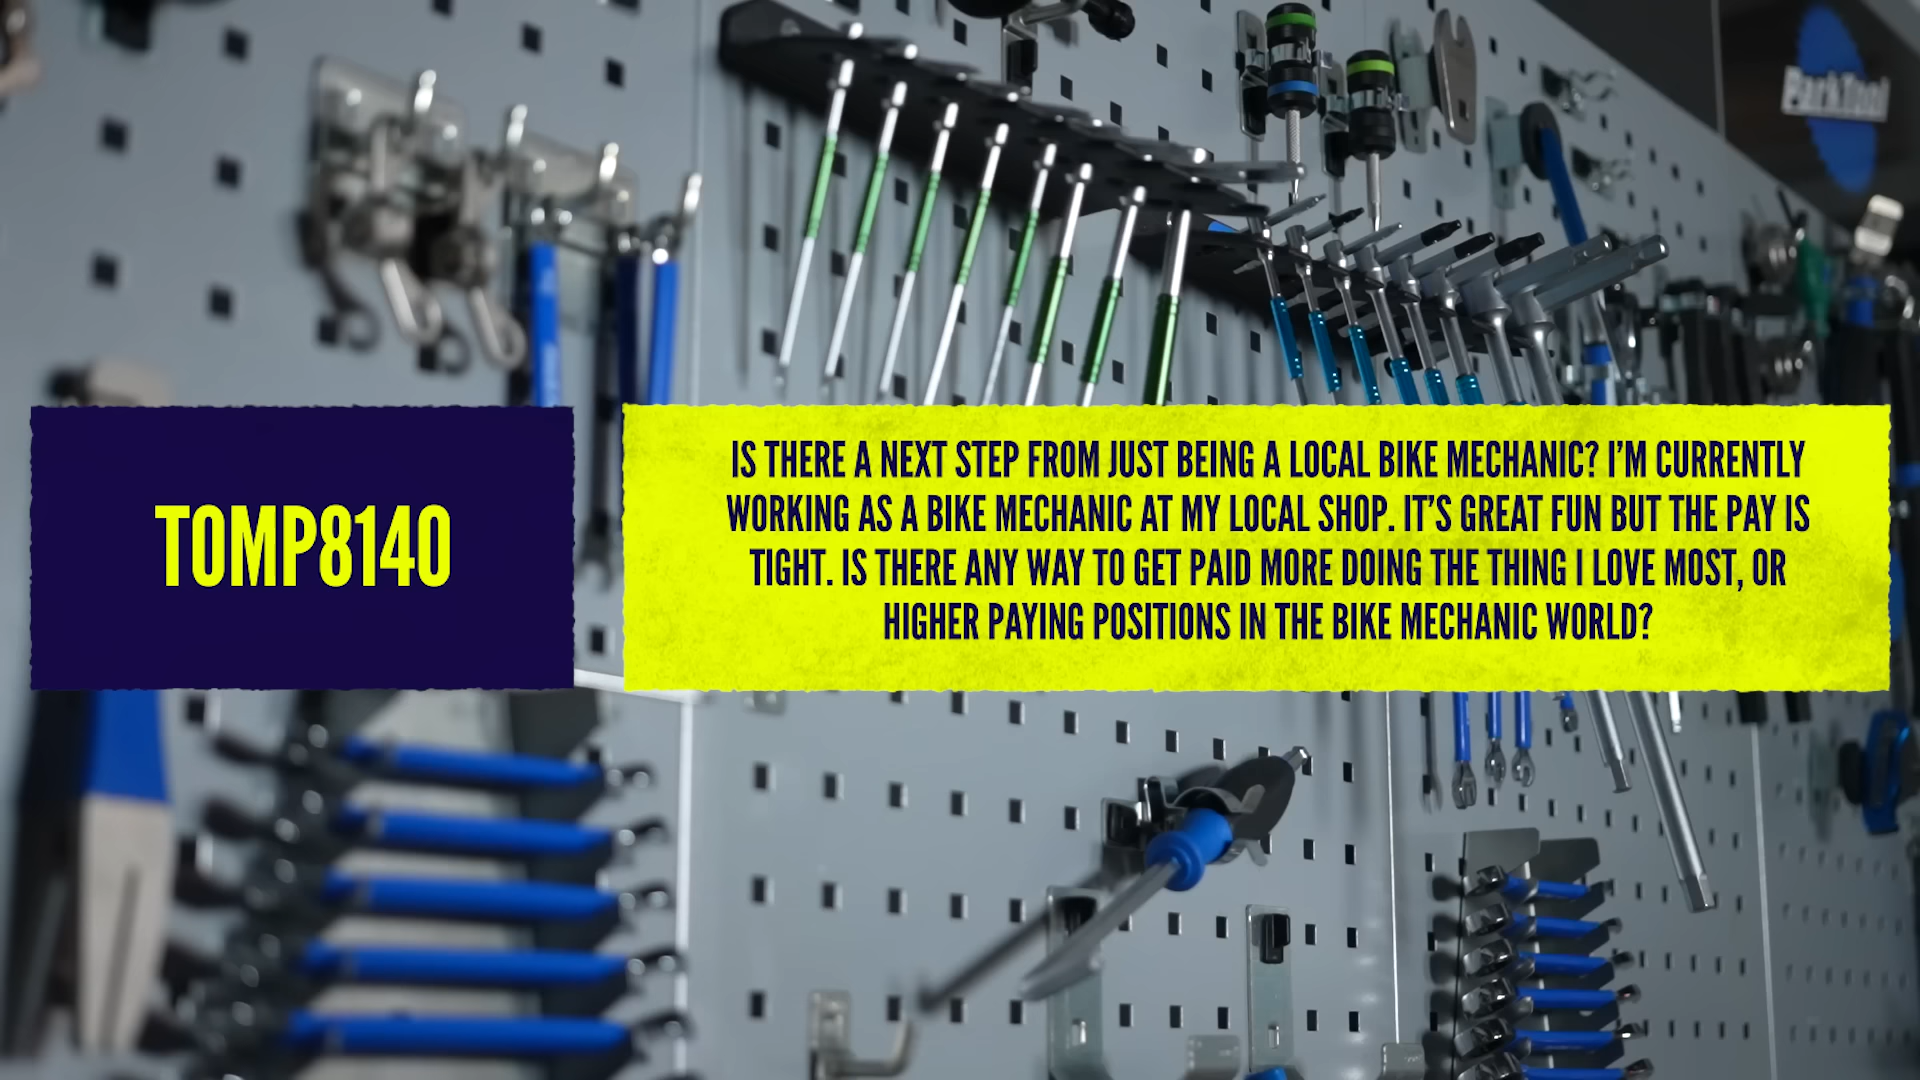 ParkTool
TOMP8140
IS THERE A NEXT STEP FROM JUST BEING A LOCAL BIKE MECHANIC? I'M CURRENTLY
WORKING AS A BIKE MECHANIC AT MY LOCAL SHOP. IT'S GREAT FUN BUT THE PAY IS
TIGHT. IS THERE ANY WAY TO GET PAID MORE DOING THE THING I LOVE MOST, OR
HIGHER PAYING POSITIONS IN THE BIKE MECHANIC WORLD?